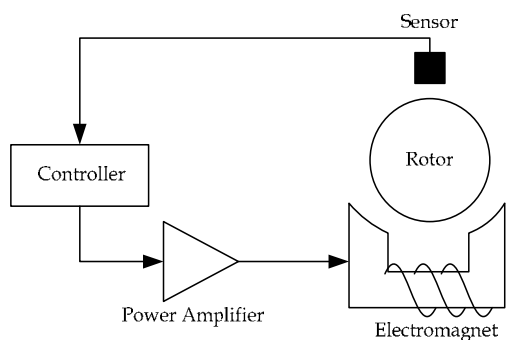 Sensor
Rotor
Controller
Power Amplifier
Electromagnet